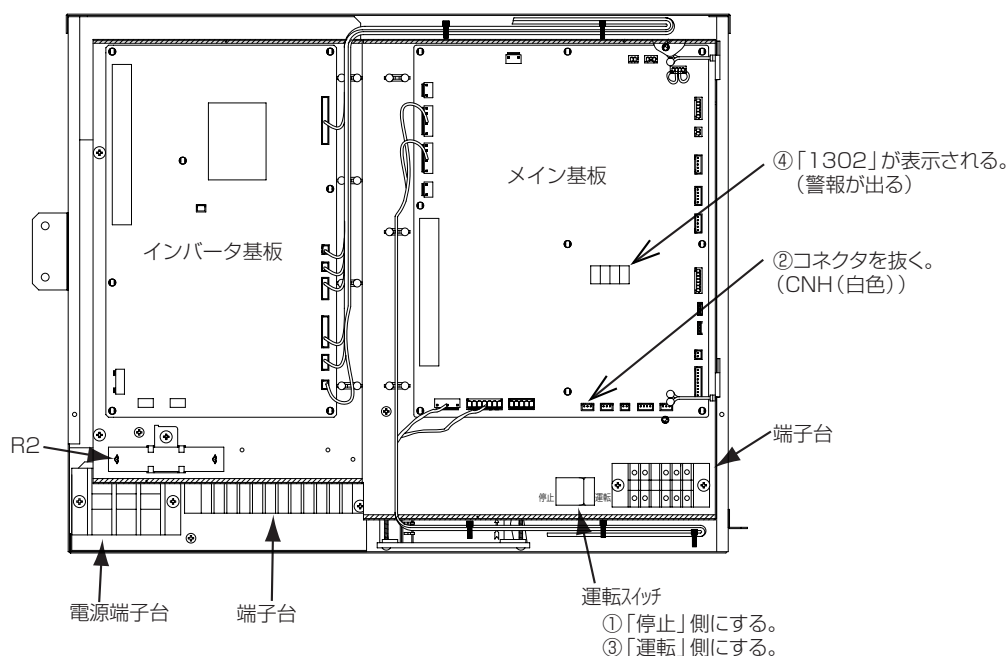 メイン基板
④「1302」が表示される。
(警報が出る)
インバータ基板
②コネクタを抜く。
(CNH(白色))
R2
端子台
停止
運転
電源端子台
端子台
運転スイッチ
①「停止」側にする。
③「運転」側にする。